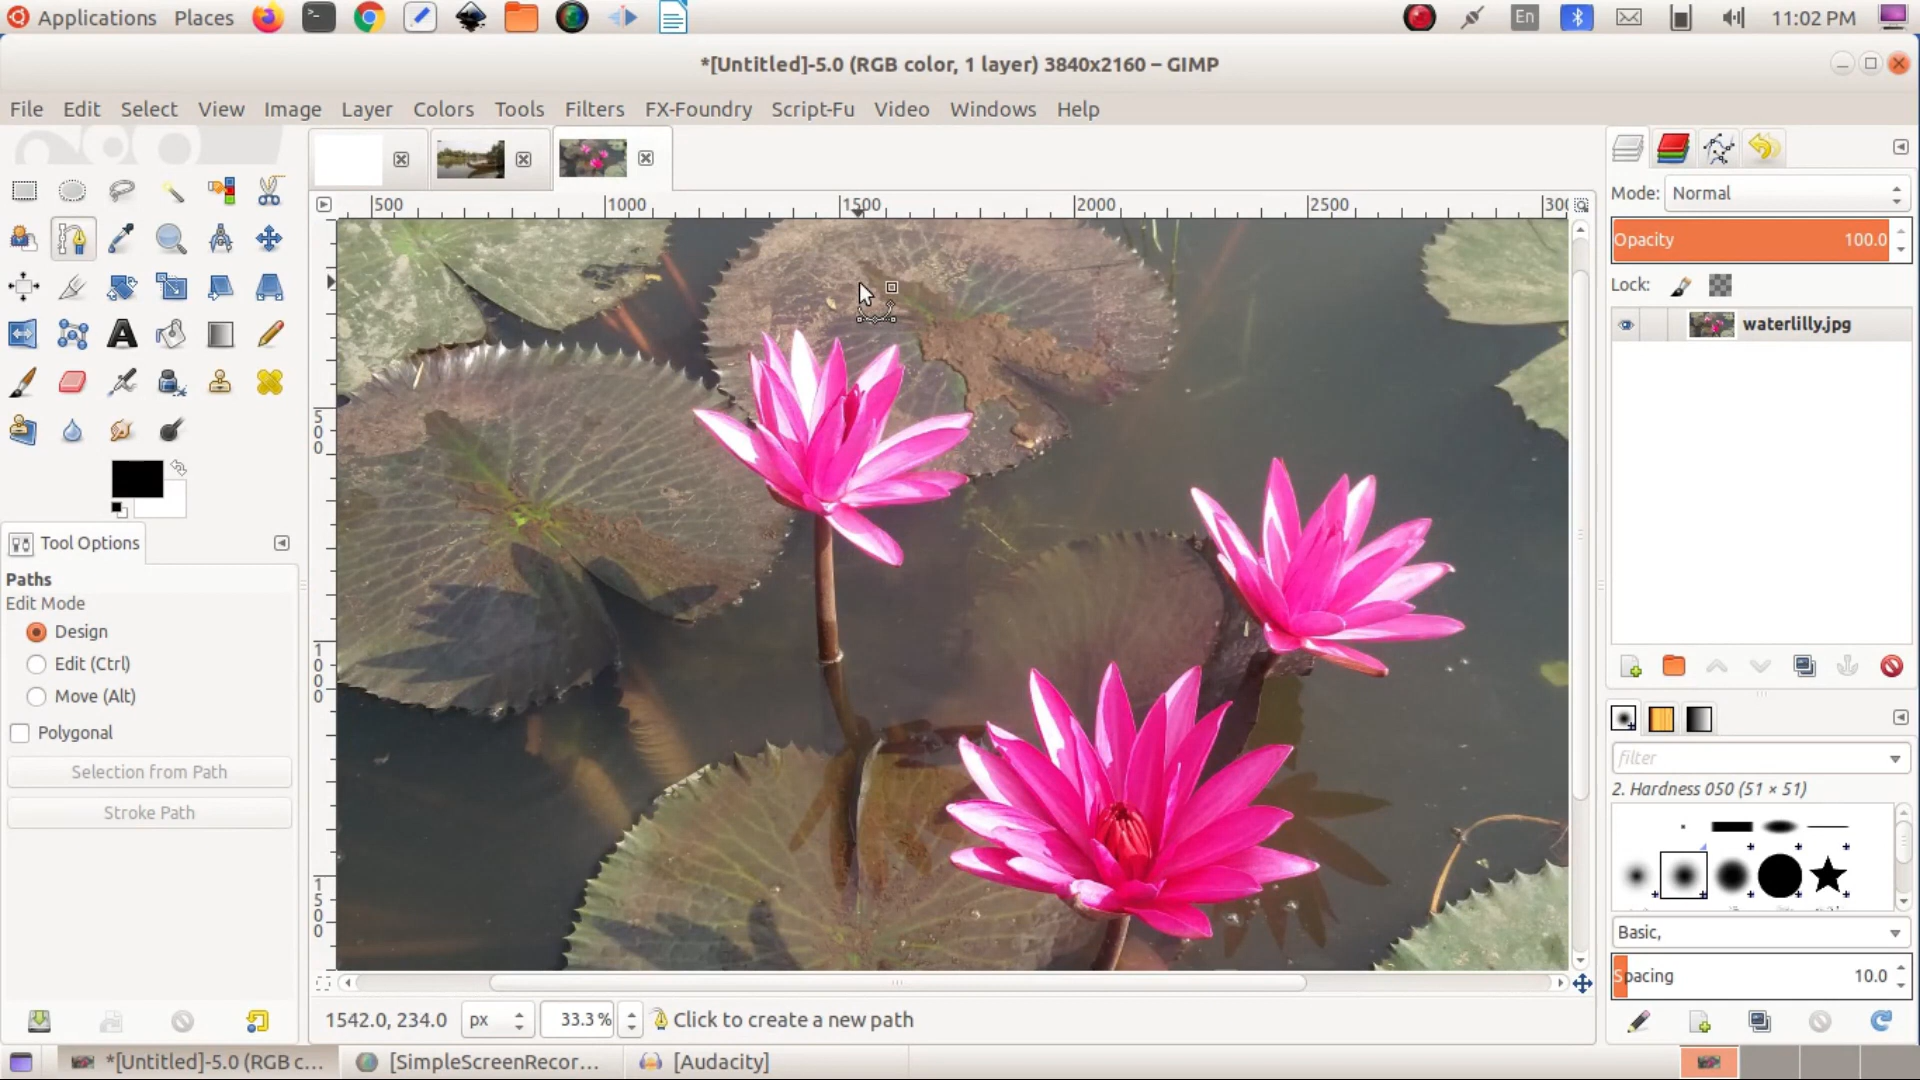 Applications Places En 11:02 PM
*[Untitled]-5.0 (RGB color, 1 layer) 3840x2160 – GIMP
File Edit Select View Image Layer Colors Tools Filters FX-Foundry Script-Fu Video Windows Help
500 1000 1500 2000 2500 300
Mode: Normal
Opacity 100.0
Lock:
waterlilly.jpg
500
1000
1500
Tool Options
Paths
Edit Mode
Design
Edit (Ctrl)
Move (Alt)
Polygonal
Selection from Path
Stroke Path
filter
2. Hardness 050 (51 × 51)
Basic,
Spacing 10.0
1542.0, 234.0 px 33.3 % Click to create a new path
*[Untitled]-5.0 (RGB c... [SimpleScreenRecor... [Audacity]